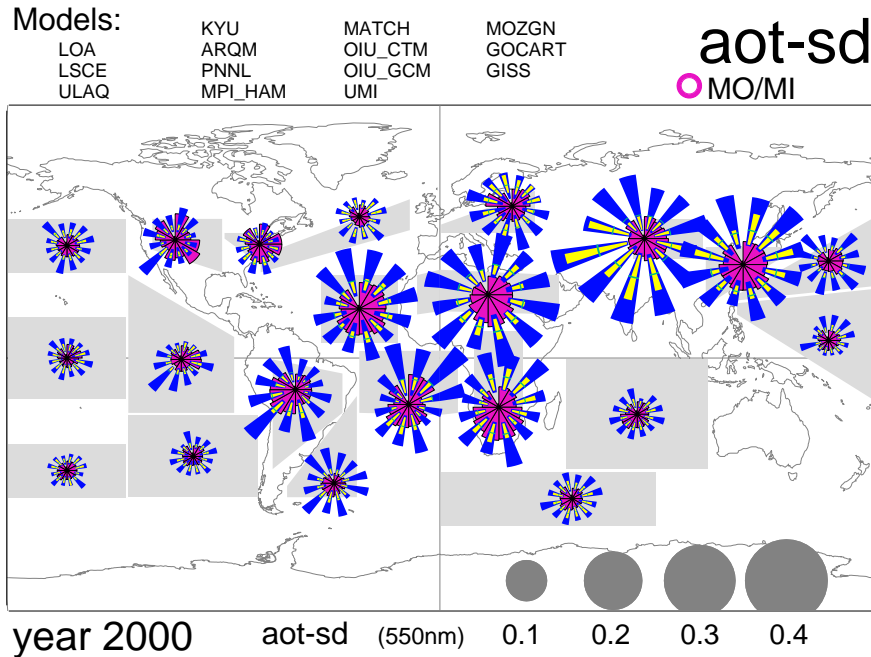 Models:
KYU MATCH MOZGN
LOA ARQM OIU_CTM GOCART
LSCE PNNL OIU_GCM GISS
ULAQ MPI_HAM UMI
aot-sd
MO/MI
year 2000 aot-sd (550nm) 0.1 0.2 0.3 0.4